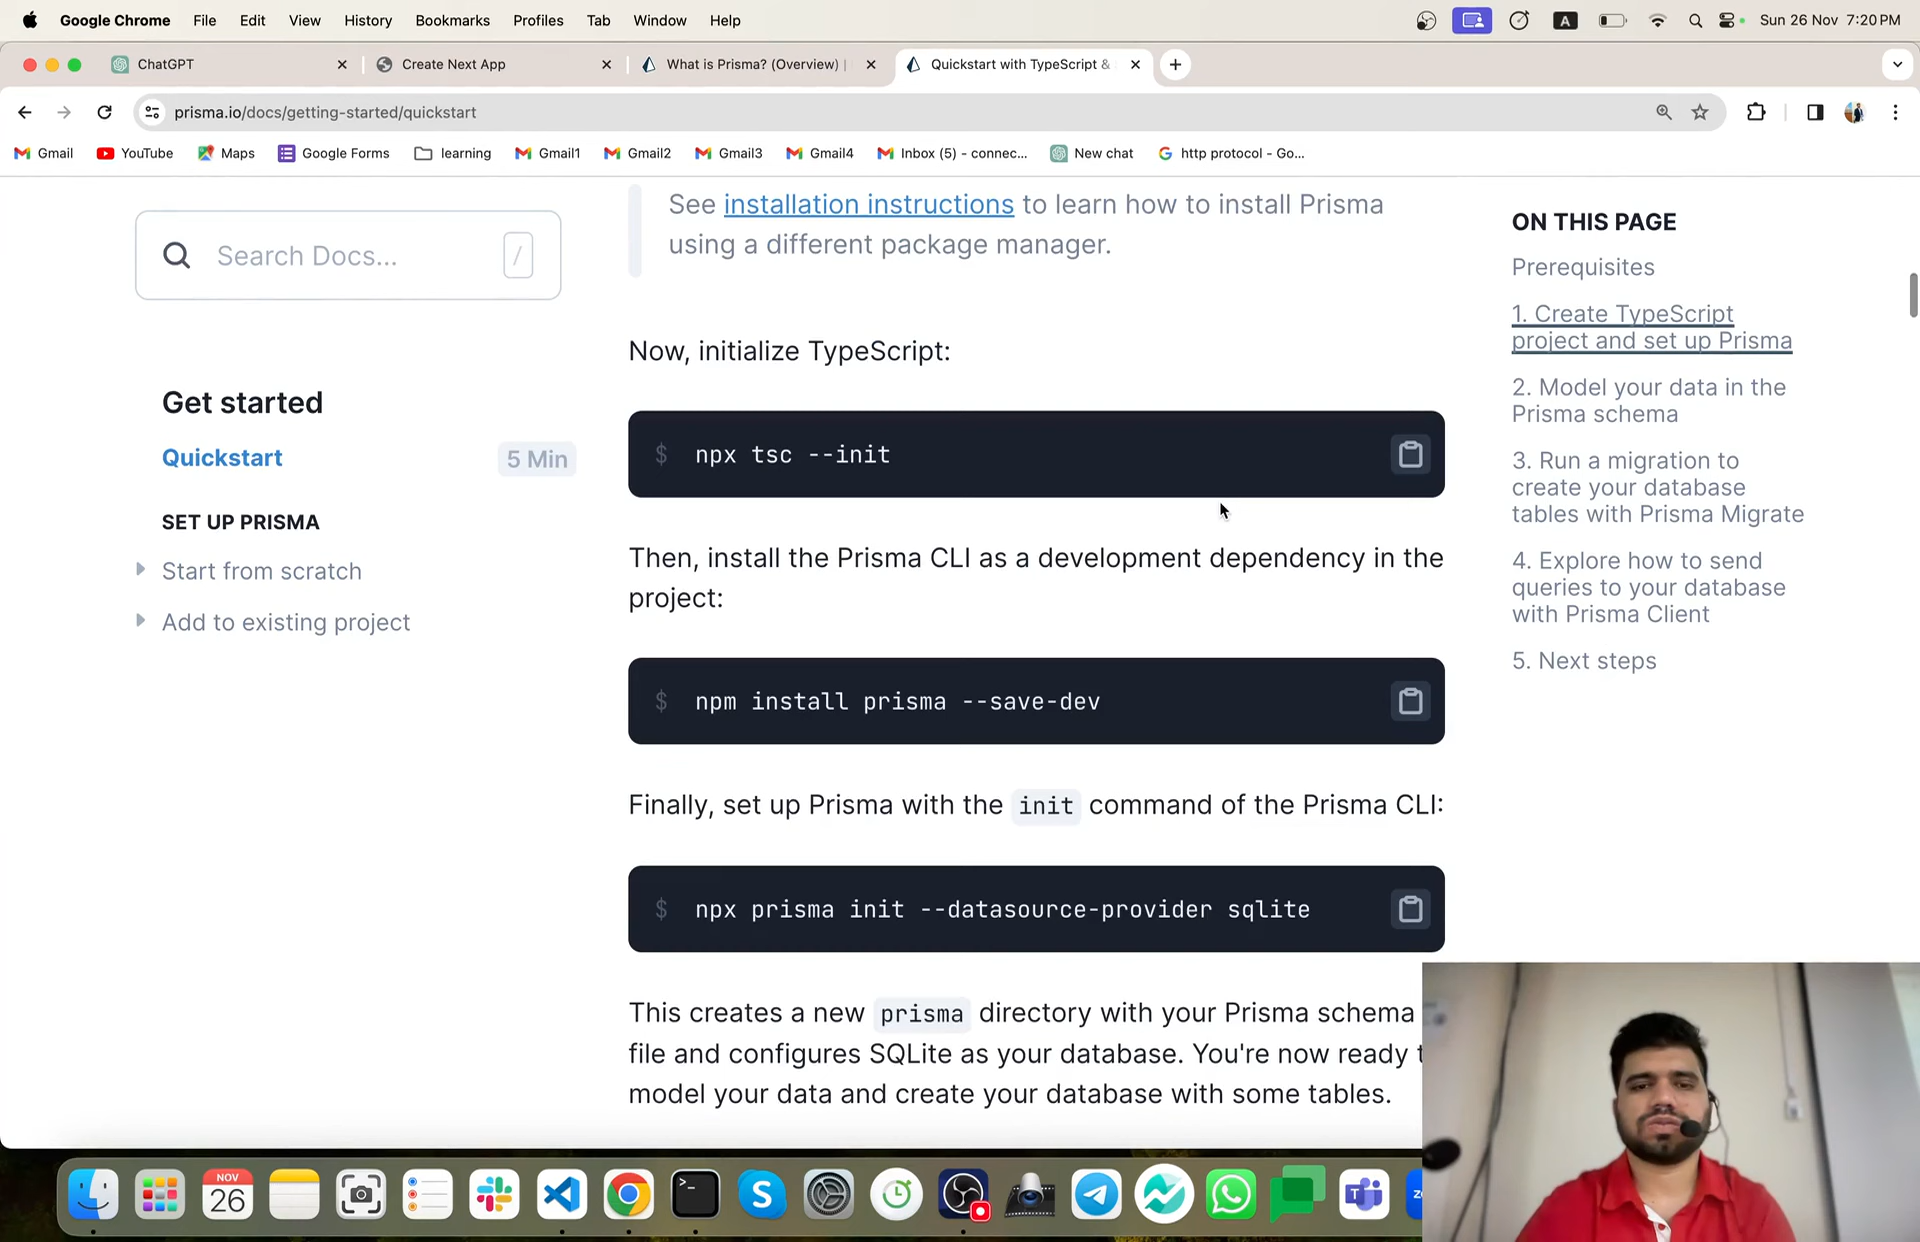 Google Chrome File Edit View History Bookmarks Profiles Tab Window Help A Sun 26 Nov 7:20 PM
ChatGPT Create Next App What is Prisma? (Overview) | Quickstart with TypeScript &
prisma.io/docs/getting-started/quickstart
Gmail YouTube Maps Google Forms learning Gmail1 Gmail2 Gmail3 Gmail4 Inbox (5) - connec... New chat http protocol - Go...
Search Docs... /
Get started
Quickstart 5 Min
SET UP PRISMA
Start from scratch
Add to existing project
See installation instructions to learn how to install Prisma
using a different package manager.
Now, initialize TypeScript:
$ npx tsc --init
Then, install the Prisma CLI as a development dependency in the
project:
$ npm install prisma --save-dev
Finally, set up Prisma with the init command of the Prisma CLI:
$ npx prisma init --datasource-provider sqlite
This creates a new prisma directory with your Prisma schema
file and configures SQLite as your database. You're now ready
model your data and create your database with some tables.
ON THIS PAGE
Prerequisites
1. Create TypeScript
project and set up Prisma
2. Model your data in the
Prisma schema
3. Run a migration to
create your database
tables with Prisma Migrate
4. Explore how to send
queries to your database
with Prisma Client
5. Next steps
NOV
26